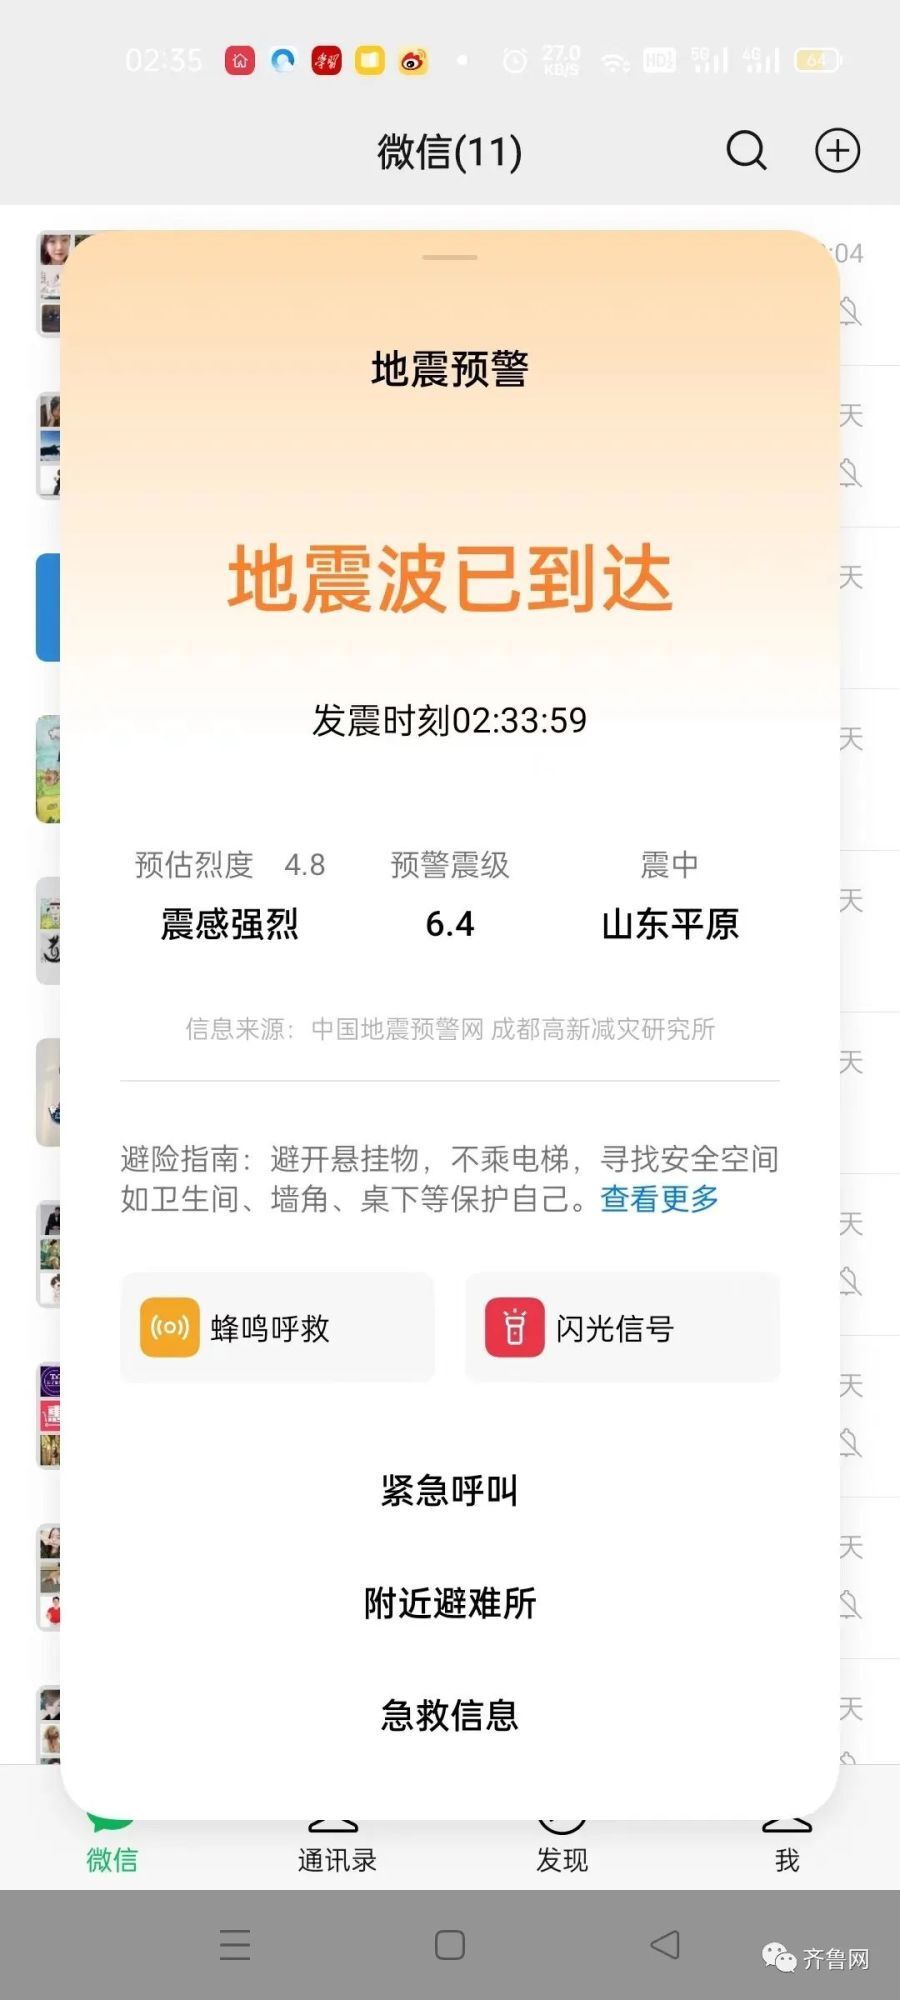 02:35
27.0
KB/S
HD2
5G
4G
64
微信(11)
:04
天
天
天
天
天
天
天
天
天
地震预警
地震波已到达
发震时刻02:33:59
预估烈度 4.8 预警震级 震中
震感强烈 6.4 山东平原
信息来源：中国地震预警网 成都高新减灾研究所
避险指南：避开悬挂物，不乘电梯，寻找安全空间
如卫生间、墙角、桌下等保护自己。查看更多
蜂鸣呼救 闪光信号
紧急呼叫
附近避难所
急救信息
微信 通讯录 发现 我
齐鲁网